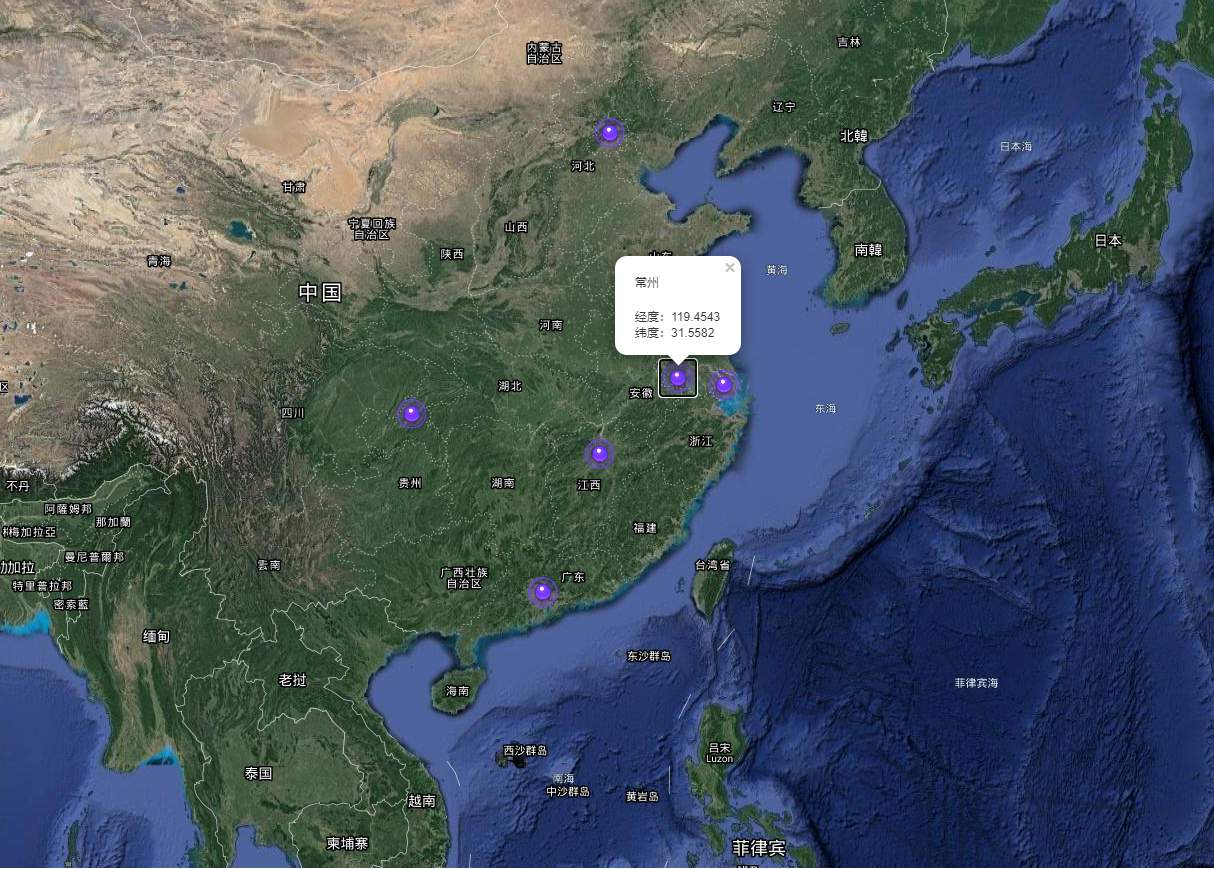 吉林
内蒙古
自治区
辽宁
北韓
日本海
河北
甘肃
宁夏回族
自治区
山西
日本
陕西
南韓
山东
青海
黄海
中国
×
常州
经度：119.4543
纬度：31.5582
河南
区
湖北
安徽
四川
东海
浙江
不丹
贵州
湖南
江西
阿薩姆邦
那加蘭
梅加拉亞
福建
曼尼普爾邦
加拉
雲南
台湾省
广西壮族
自治区
广东
特里普拉邦
密索藍
缅甸
东沙群岛
老挝
海南
菲律宾海
西沙群岛
吕宋
Luzon
泰国
南海
中沙群岛
黄岩岛
越南
柬埔寨
菲律宾